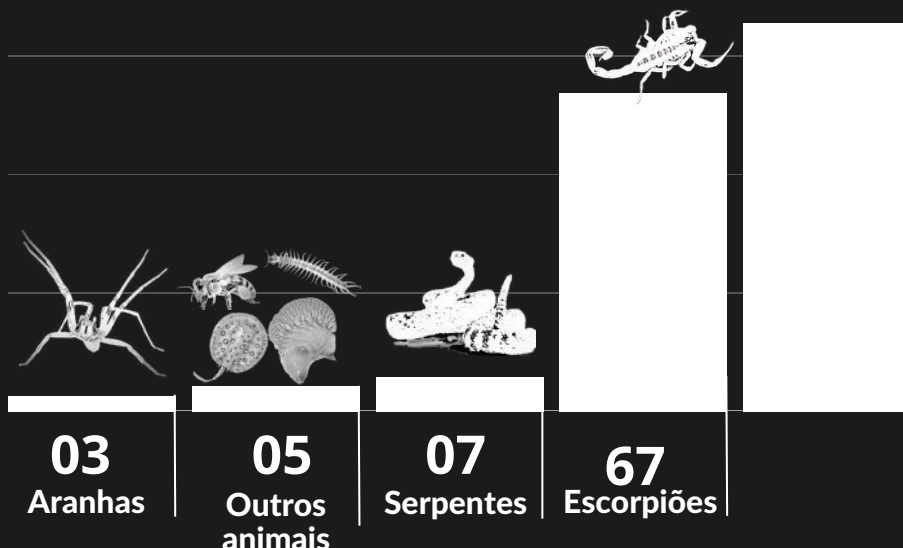 03
Aranhas
05
Outros
animais
07
Serpentes
67
Escorpiões